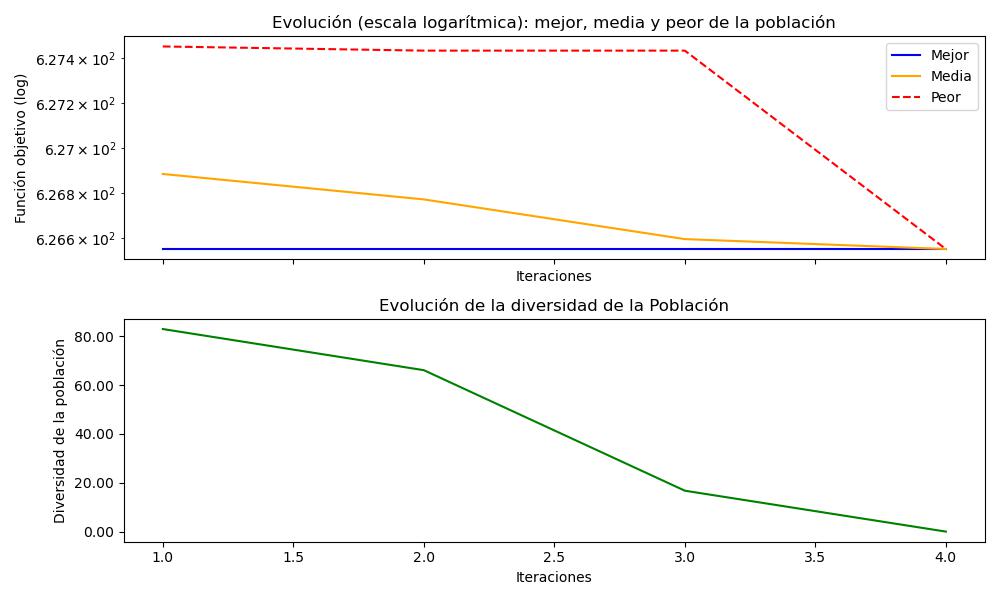 Evolución (escala logarítmica): mejor, media y peor de la población
Función objetivo (log)
6.274 × 10²
6.272 × 10²
6.27 × 10²
6.268 × 10²
6.266 × 10²
Mejor
Media
Peor
Iteraciones
Evolución de la diversidad de la Población
Diversidad de la población
80.00
60.00
40.00
20.00
0.00
1.0 1.5 2.0 2.5 3.0 3.5 4.0
Iteraciones